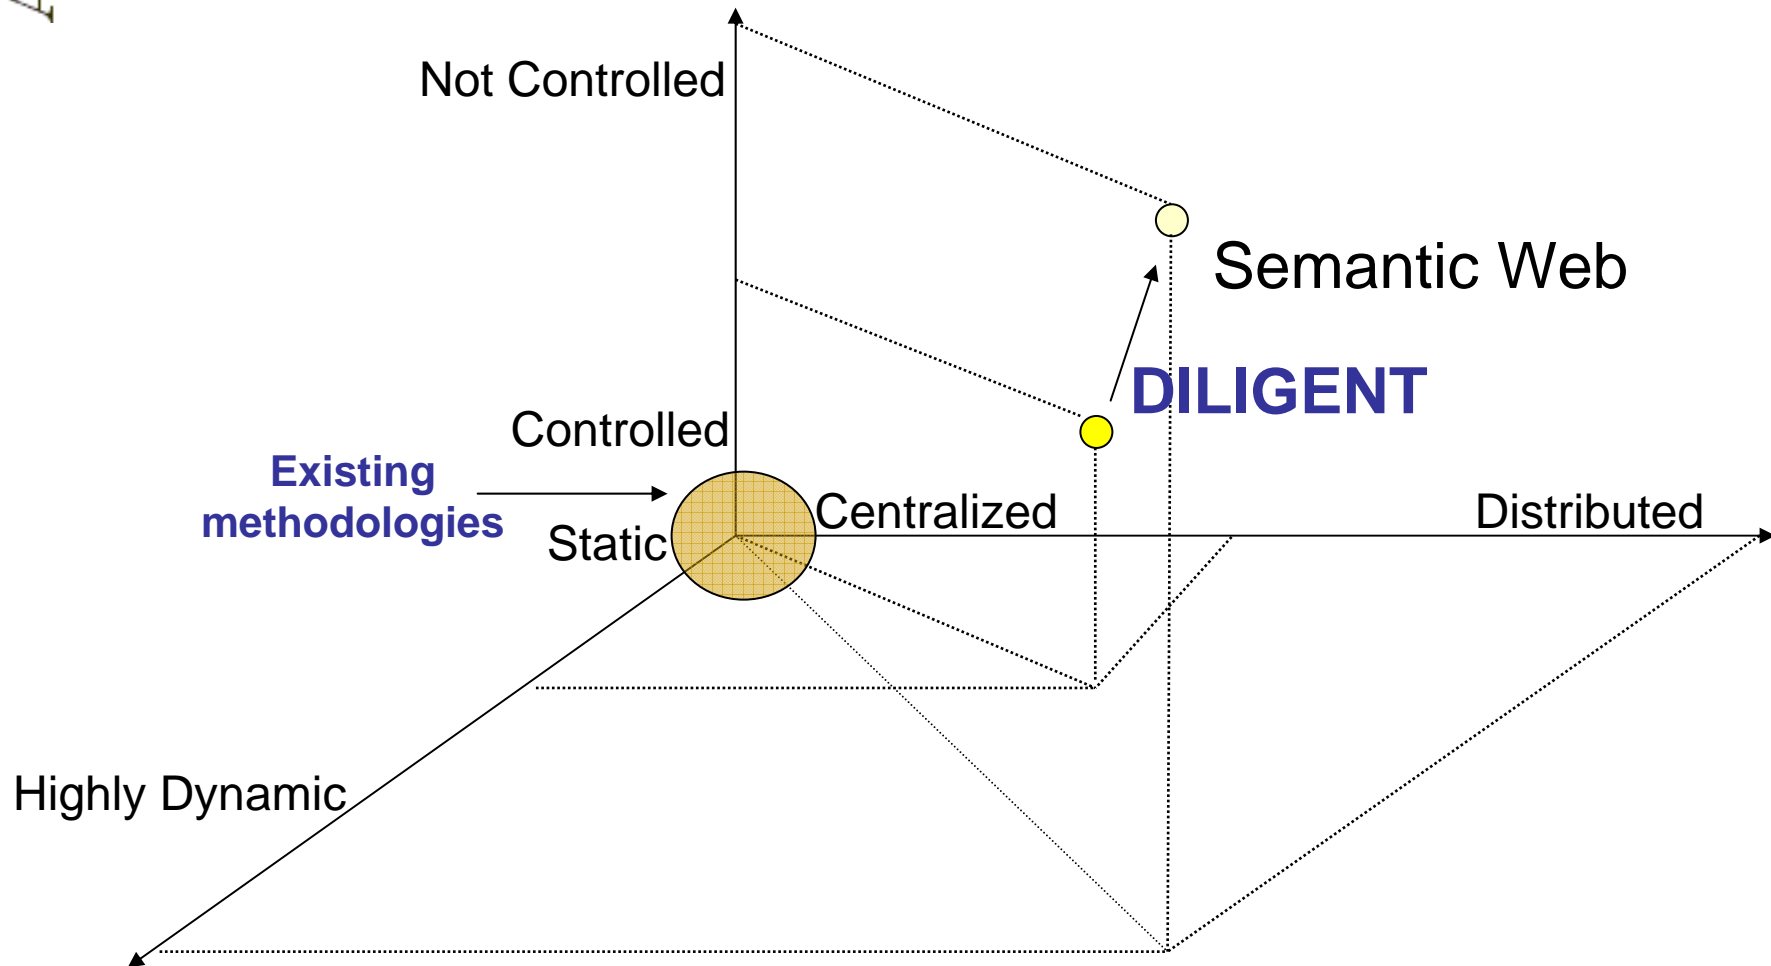 Not Controlled
Semantic Web
DILIGENT
Controlled
Existing
methodologies
Centralized
Distributed
Static
Highly Dynamic